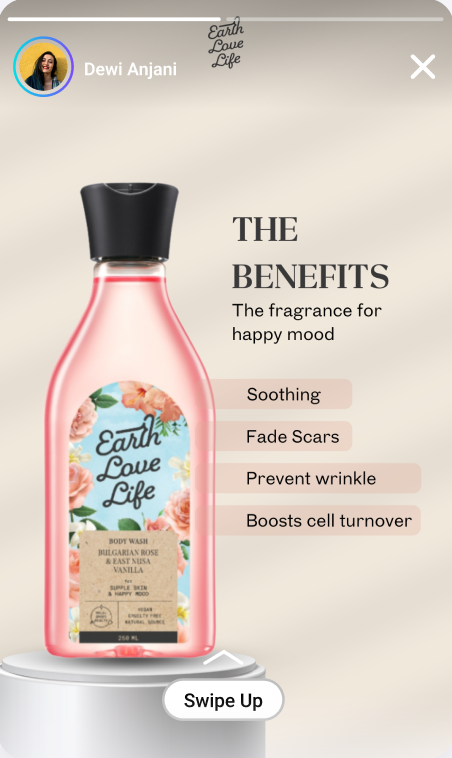 Earth
Love
Life
Dewi Anjani
THE
BENEFITS
The fragrance for
happy mood
Soothing
Fade Scars
Prevent wrinkle
Boosts cell turnover
Earth
Love
Life
BODY WASH
BULGARIAN ROSE
& EAST NUSA
VANILLA
FOR
SUPPLE SKIN
& HAPPY MOOD
VEGAN
CRUELTY FREE
NATURAL SOURCE
250 ML
Swipe Up